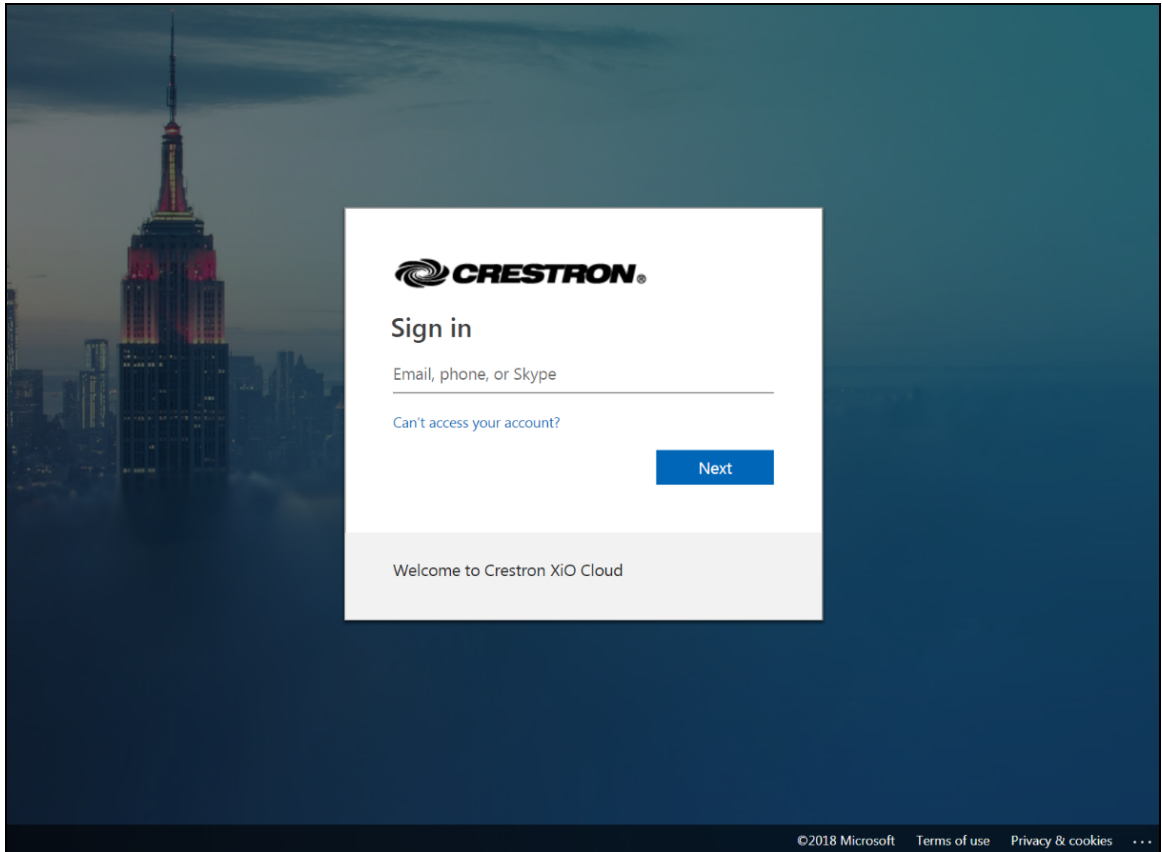 CRESTRON®
Sign in
Email, phone, or Skype
Can't access your account?
Next
Welcome to Crestron XiO Cloud
©2018 Microsoft Terms of use Privacy & cookies ...